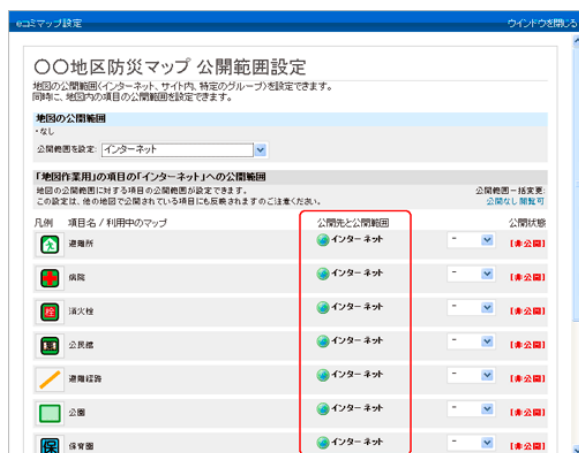 eコミマップ設定 ウインドウを閉じる
〇〇地区防災マップ 公開範囲設定
地図の公開範囲(インターネット、サイト内、特定のグループ)を設定できます。
同時に、地図内の項目の公開範囲を設定できます。
地図の公開範囲
・なし
公開範囲を設定: インターネット
「地図作業用」の項目の「インターネット」への公開範囲
地図の公開範囲に対する項目の公開範囲が設定できます。 公開範囲一括変更:
この設定は、他の地図で公開されている項目にも反映されますのご注意ください。 公開なし 閲覧可
凡例 項目名 / 利用中のマップ 公開先と公開範囲 公開状態
避難所 インターネット - [非公開]
病院 インターネット - [非公開]
栓 消火栓 インターネット - [非公開]
公民館 インターネット - [非公開]
避難経路 インターネット - [非公開]
公園 インターネット - [非公開]
保 保育園 インターネット - [非公開]